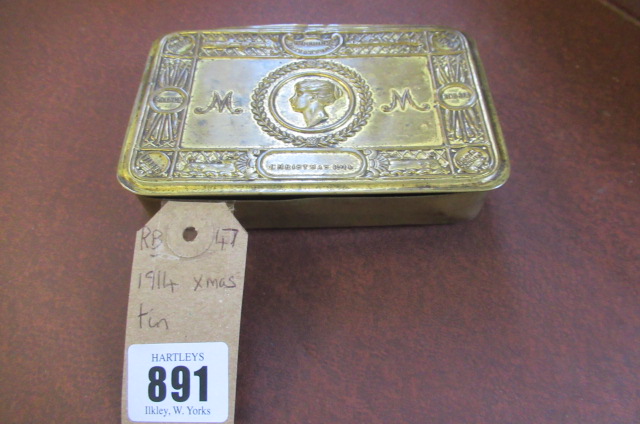 M M
CHRISTMAS 1914
RB 47
1914 xmas
tin
HARTLEYS
891
Ilkley, W. Yorks